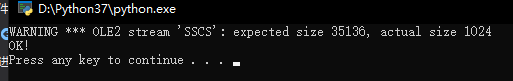 D:\Python37\python.exe
WARNING *** OLE2 stream 'SSCS': expected size 35136, actual size 1024
OK!
Press any key to continue . . .